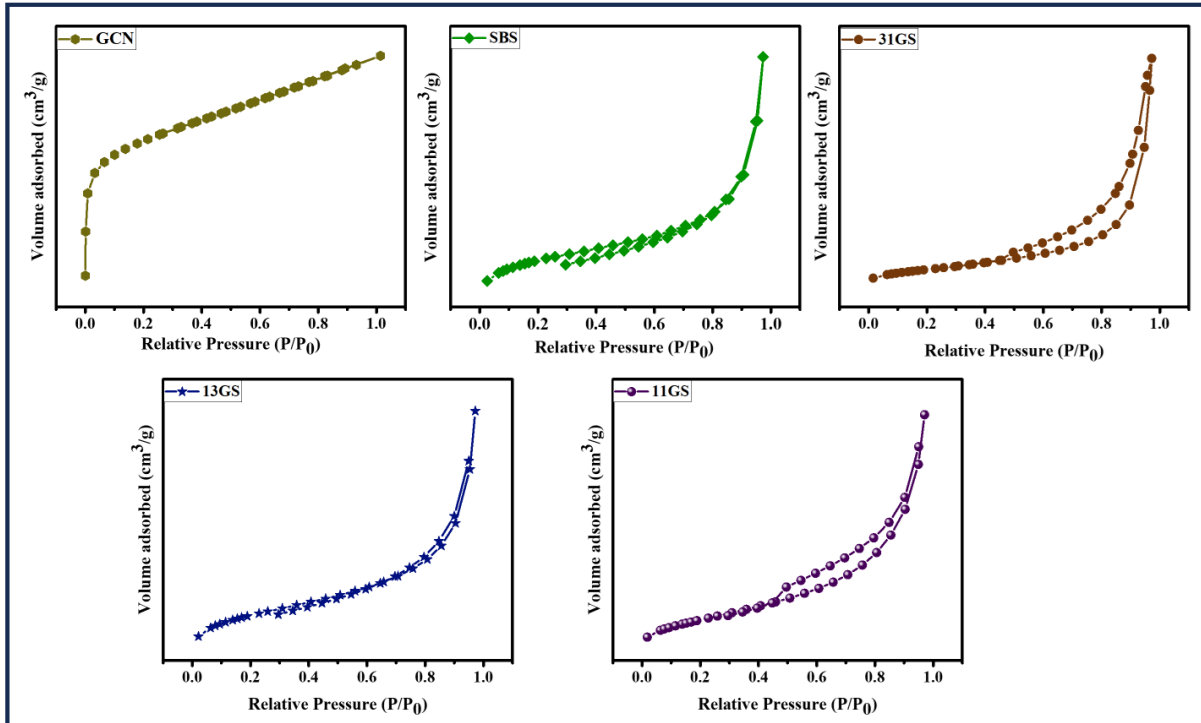 GCN
Volume adsorbed (cm³/g)
0.0 0.2 0.4 0.6 0.8 1.0
Relative Pressure (P/P₀)
SBS
Volume adsorbed (cm³/g)
0.0 0.2 0.4 0.6 0.8 1.0
Relative Pressure (P/P₀)
31GS
Volume adsorbed (cm³/g)
0.0 0.2 0.4 0.6 0.8 1.0
Relative Pressure (P/P₀)
13GS
Volume adsorbed (cm³/g)
0.0 0.2 0.4 0.6 0.8 1.0
Relative Pressure (P/P₀)
11GS
Volume adsorbed (cm³/g)
0.0 0.2 0.4 0.6 0.8 1.0
Relative Pressure (P/P₀)